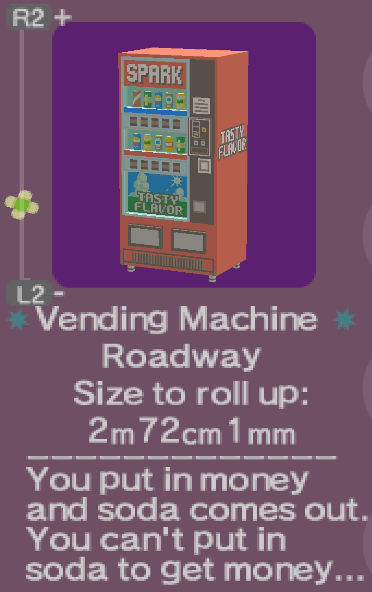 R2 +
SPARK
TASTY
FLAVOR
TASTY
FLAVOR
L2 -
Vending Machine
Roadway
Size to roll up:
2m72cm1mm
You put in money
and soda comes out.
You can't put in
soda to get money...